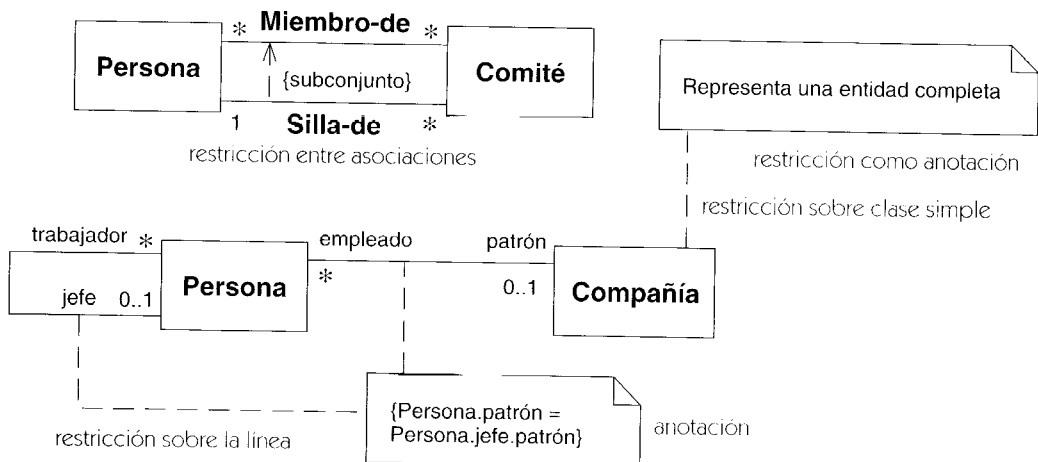 * Miembro-de *
Persona
{subconjunto}
Comité
1 Silla-de *
restricción entre asociaciones
Representa una entidad completa
restricción como anotación
restricción sobre clase simple
trabajador *
jefe 0..1
Persona
empleado
*
patrón
0..1
Compañía
{Persona.patrón =
Persona.jefe.patrón}
anotación
restricción sobre la línea